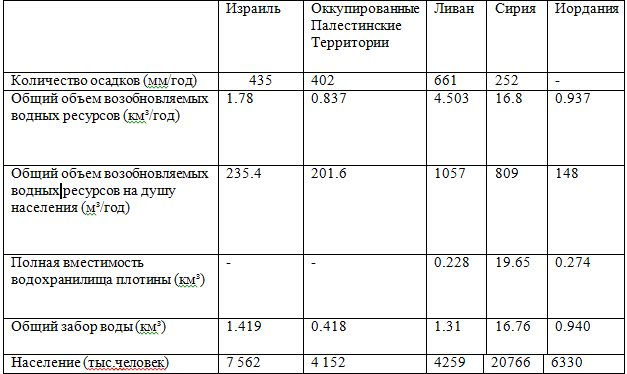 Израиль Оккупированные Ливан Сирия Иордания
Палестинские
Территории
Количество осадков (мм/год) 435 402 661 252 -
Общий объем возобновляемых 1.78 0.837 4.503 16.8 0.937
водных ресурсов (км³/год)
Общий объем возобновляемых 235.4 201.6 1057 809 148
водных ресурсов на душу
населения (м³/год)
Полная вместимость - - 0.228 19.65 0.274
водохранилища плотины (км³)
Общий забор воды (км³) 1.419 0.418 1.31 16.76 0.940
Население (тыс.человек) 7 562 4 152 4259 20766 6330